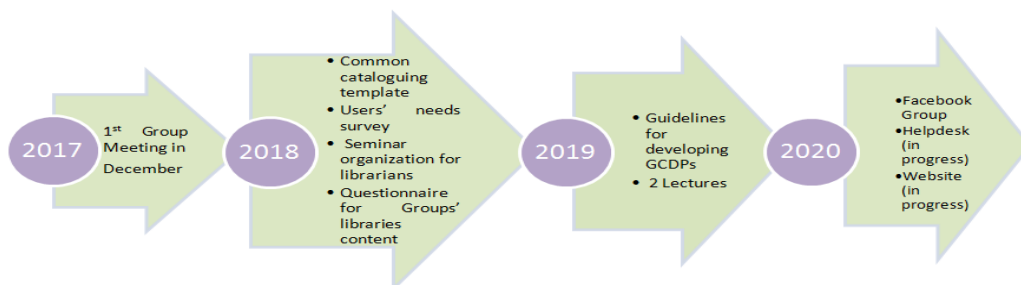 2017
1st Group
Meeting in
December
2018
• Common
cataloguing
template
• Users' needs
survey
• Seminar
organization for
librarians
• Questionnaire
for Groups'
libraries
content
2019
• Guidelines
for
developing
GCDPs
• 2 Lectures
2020
•Facebook
Group
•Helpdesk
(in
progress)
•Website
(in
progress)